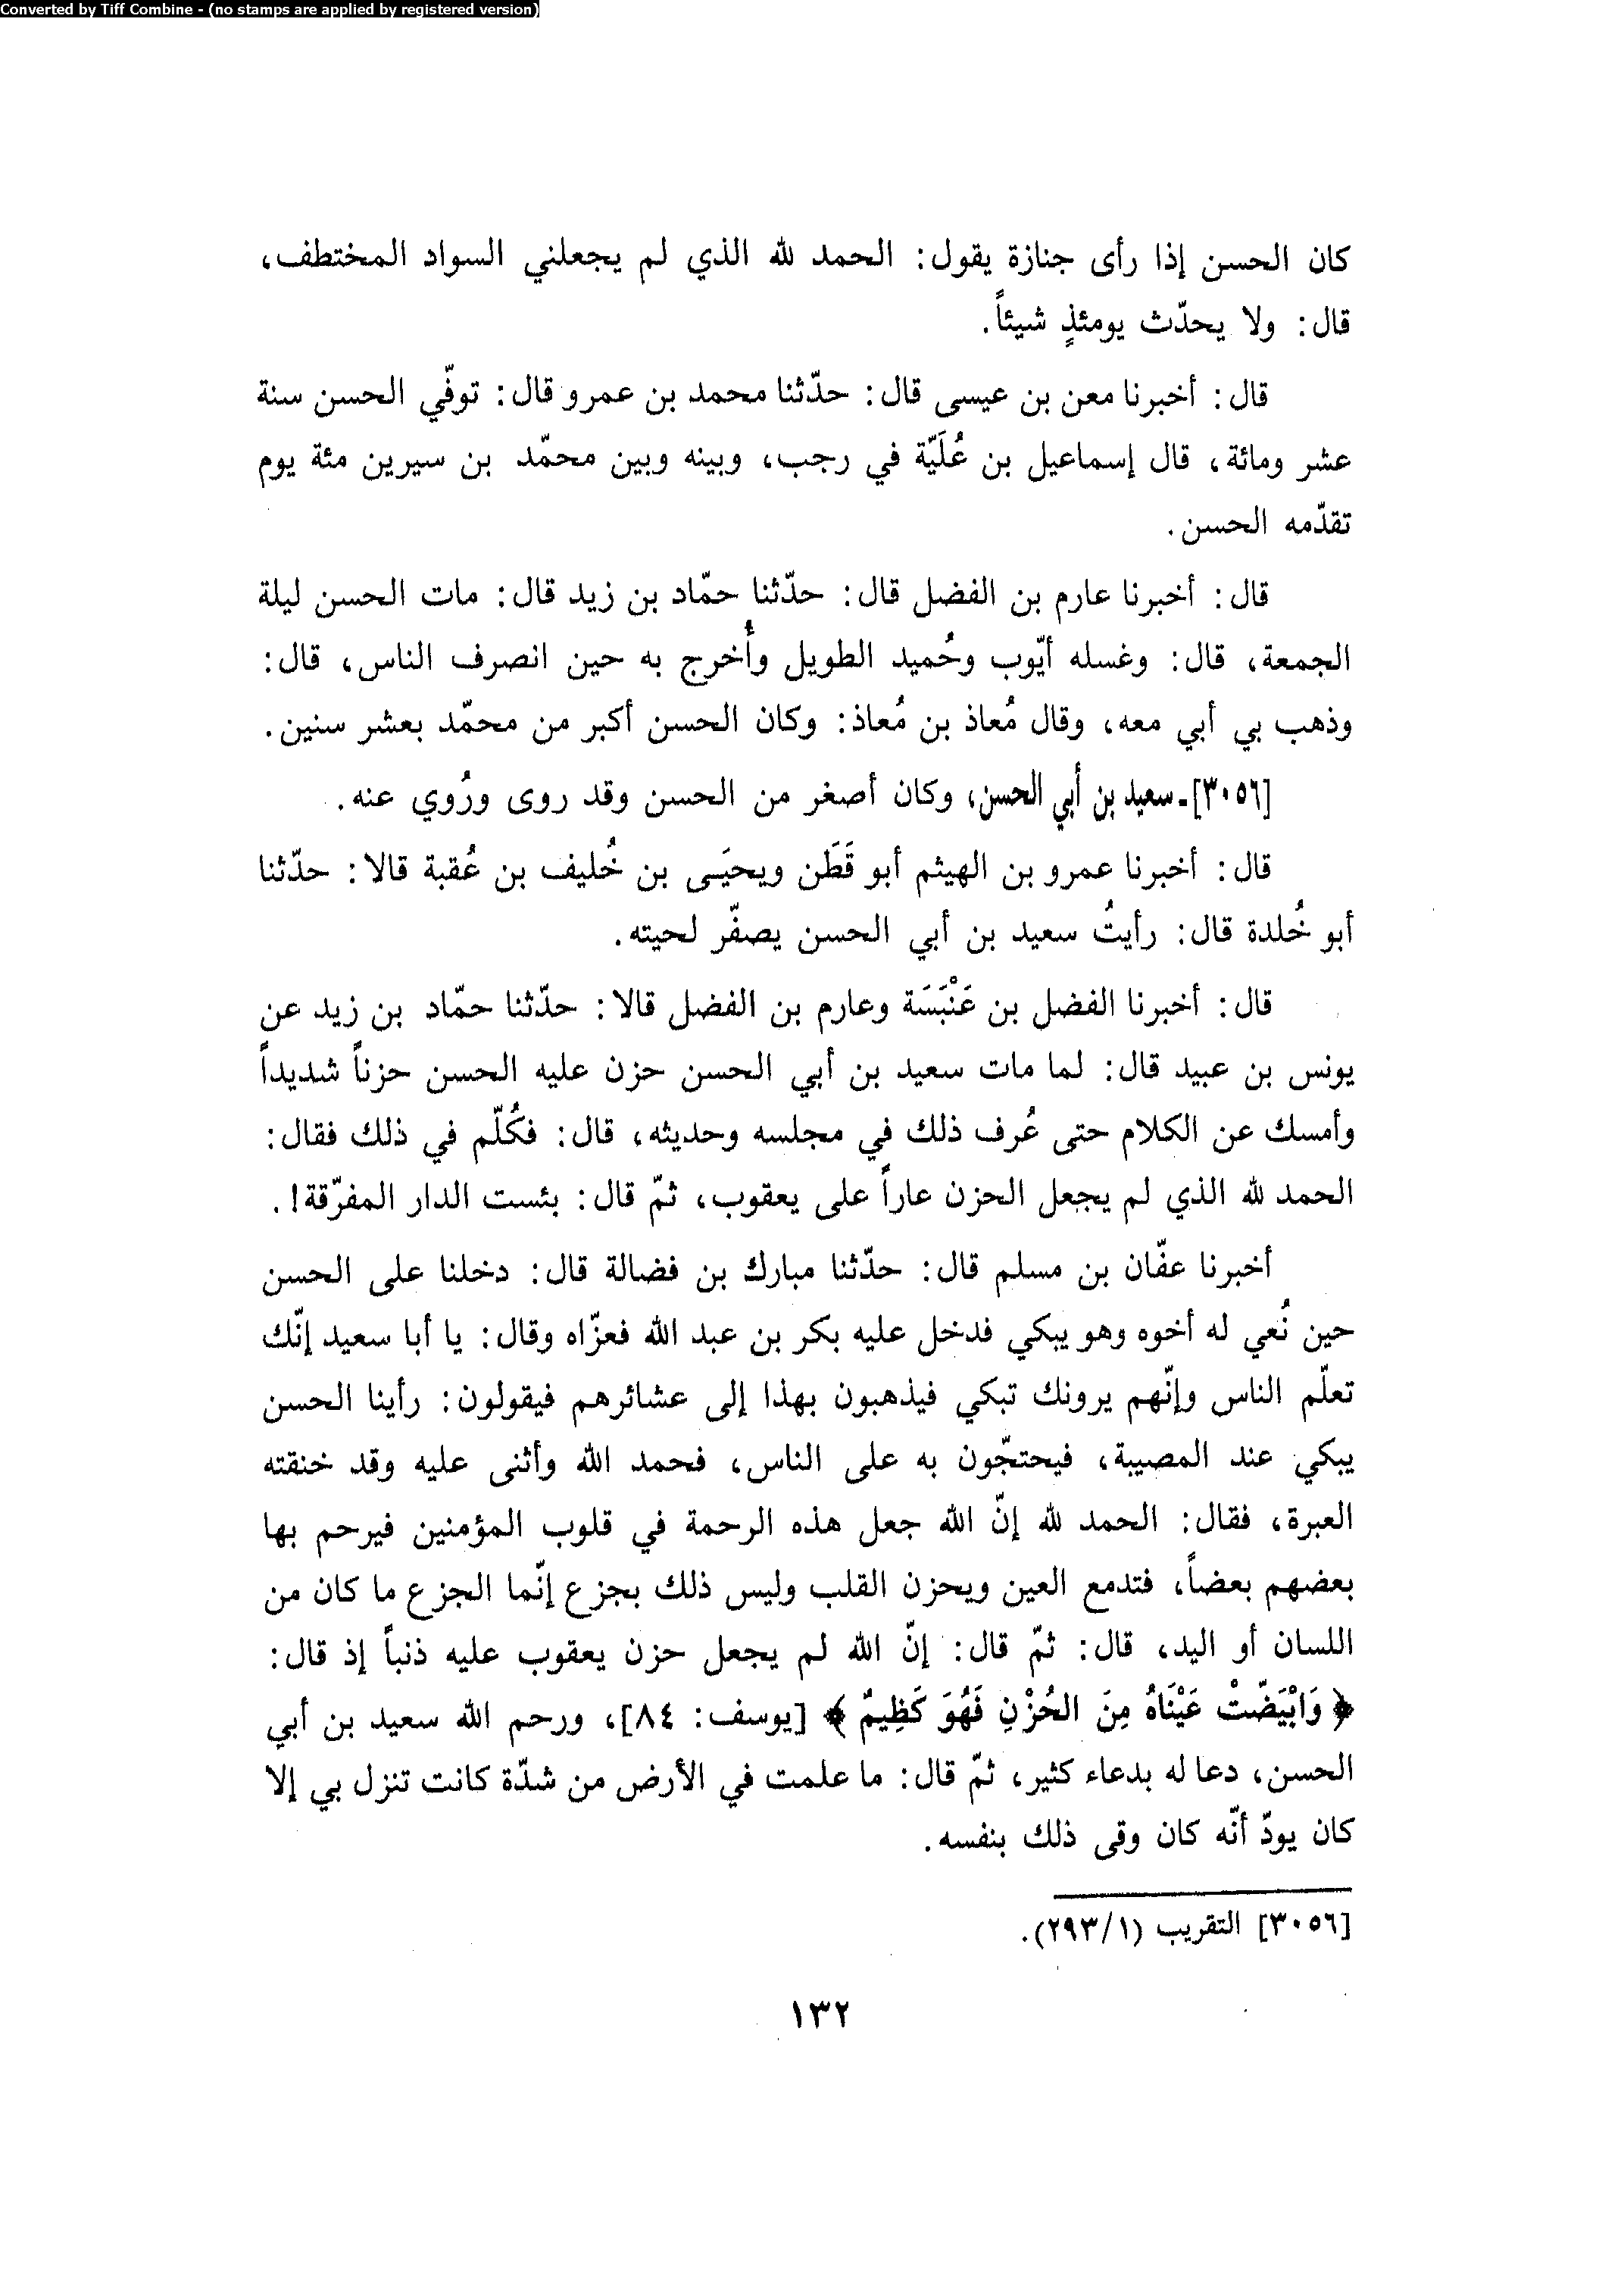 Converted by Tiff Combine - (no stamps are applied by registered version)
كان الحسن إذا رأى جنازة يقول: الحمد لله الذي لم يجعلني السواد المختطف،
قال: ولا يحدّث يومئذٍ شيئاً.
قال: أخبرنا معن بن عيسى قال: حدّثنا محمد بن عمرو قال: توفّي الحسن سنة
عشر ومائة، قال إسماعيل بن عُلَيّة في رجب، وبينه وبين محمّد بن سيرين مئة يوم
تقدّمه الحسن.
قال: أخبرنا عارم بن الفضل قال: حدّثنا حمّاد بن زيد قال: مات الحسن ليلة
الجمعة، قال: وغسله أيّوب وحُميد الطويل وأُخرج به حين انصرف الناس، قال:
وذهب بي أبي معه، وقال مُعاذ بن مُعاذ: وكان الحسن أكبر من محمّد بعشر سنين.
[٣٠٥٦]ـ سعيد بن أبي الحسن، وكان أصغر من الحسن وقد روى ورُوي عنه.
قال: أخبرنا عمرو بن الهيثم أبو قَطَن ويحيَى بن خُليف بن عُقبة قالا: حدّثنا
أبو خُلدة قال: رأيتُ سعيد بن أبي الحسن يصفّر لحيته.
قال: أخبرنا الفضل بن عَنْبَسَة وعارم بن الفضل قالا: حدّثنا حمّاد بن زيد عن
يونس بن عبيد قال: لما مات سعيد بن أبي الحسن حزن عليه الحسن حزناً شديداً
وأمسك عن الكلام حتى عُرف ذلك في مجلسه وحديثه، قال: فكُلّم في ذلك فقال:
الحمد لله الذي لم يجعل الحزن عاراً على يعقوب، ثمّ قال: بئست الدار المفرّقة!.
أخبرنا عفّان بن مسلم قال: حدّثنا مبارك بن فضالة قال: دخلنا على الحسن
حين نُعي له أخوه وهو يبكي فدخل عليه بكر بن عبد الله فعزّاه وقال: يا أبا سعيد إنّك
تعلّم الناس وإنّهم يرونك تبكي فيذهبون بهذا إلى عشائرهم فيقولون: رأينا الحسن
يبكي عند المصيبة، فيحتجّون به على الناس، فحمد الله وأثنى عليه وقد خنقته
العبرة، فقال: الحمد لله إنّ الله جعل هذه الرحمة في قلوب المؤمنين فيرحم بها
بعضهم بعضاً، فتدمع العين ويحزن القلب وليس ذلك بجزع إنّما الجزع ما كان من
اللسان أو اليد، قال: ثمّ قال: إنّ الله لم يجعل حزن يعقوب عليه ذنباً إذ قال:
﴿ وَابْيَضَّتْ عَيْنَاهُ مِنَ الحُزْنِ فَهُوَ كَظِيمٌ ﴾ [يوسف: ٨٤]، ورحم الله سعيد بن أبي
الحسن، دعا له بدعاء كثير، ثمّ قال: ما علمت في الأرض من شدّة كانت تنزل بي إلا
كان يودّ أنّه كان وقى ذلك بنفسه.
[٣٠٥٦] التقريب (٢٩٣/١).
١٣٢